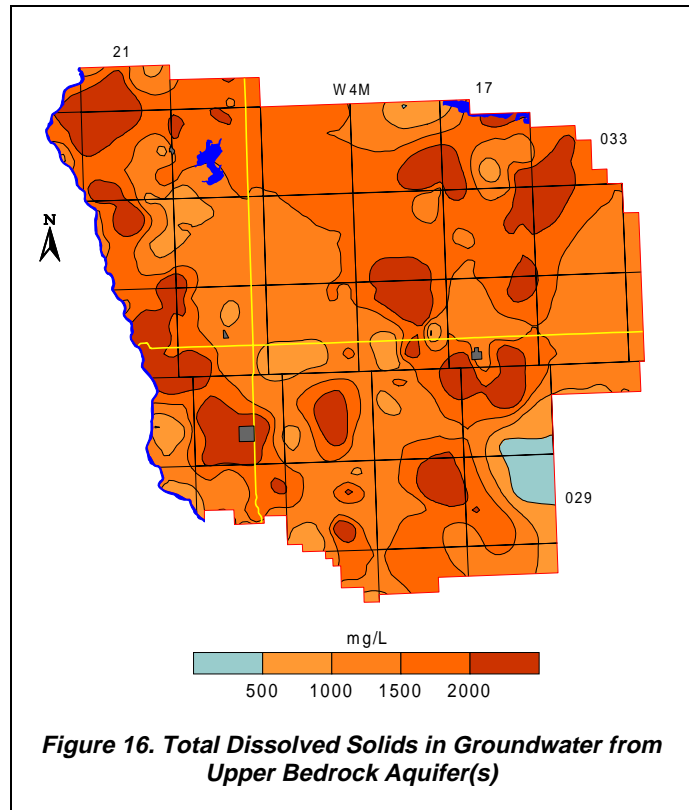 21
W4M
17
033
N
029
mg/L
500 1000 1500 2000
Figure 16. Total Dissolved Solids in Groundwater from
Upper Bedrock Aquifer(s)